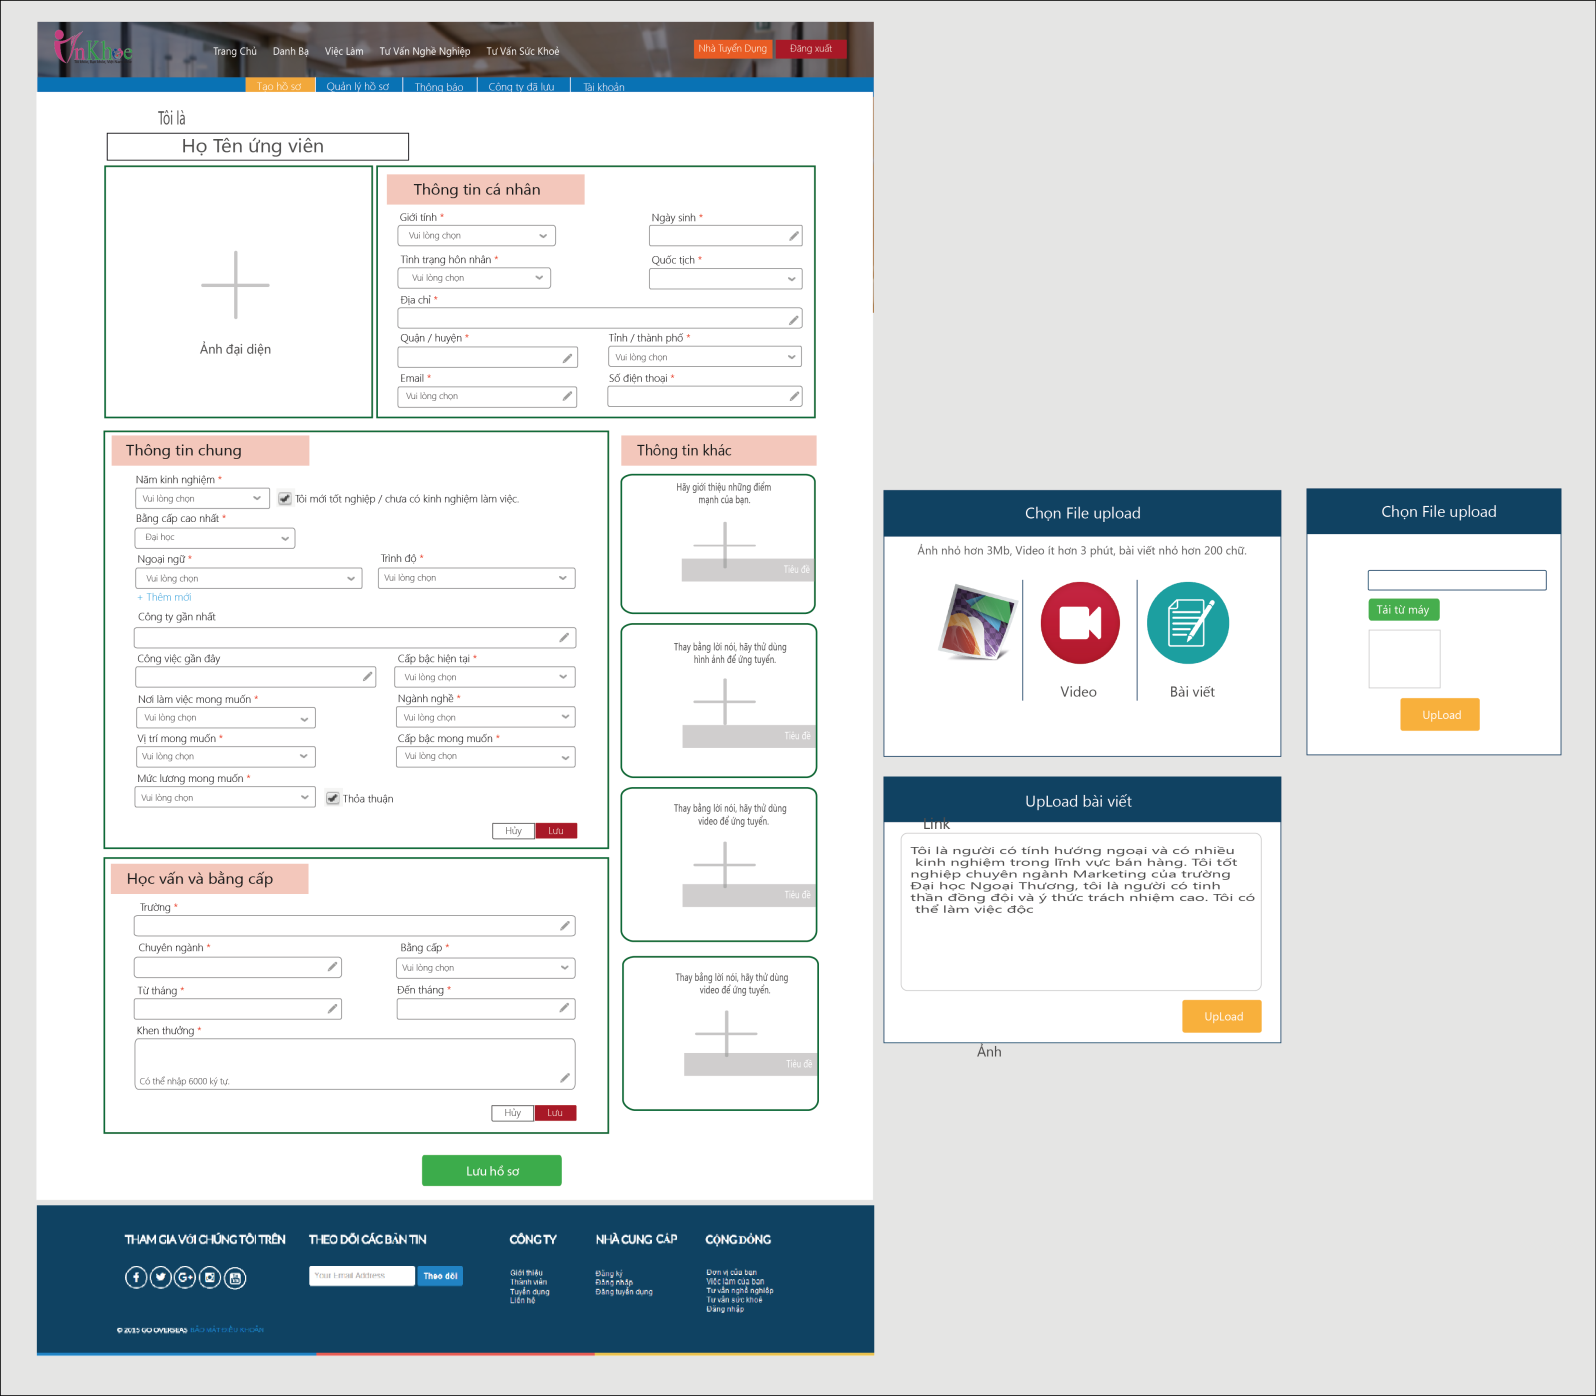 VnKhoe
Trang Chủ Danh Bạ Việc Làm Tư Vấn Nghề Nghiệp Tư Vấn Sức Khoẻ
Nhà Tuyển Dụng Đăng xuất
Tạo hồ sơ Quản lý hồ sơ Thông báo Công ty đã lưu Tài khoản
Tôi là
Họ Tên ứng viên
Ảnh đại diện
Thông tin cá nhân
Giới tính * Ngày sinh *
Vui lòng chọn
Tình trạng hôn nhân * Quốc tịch *
Vui lòng chọn
Địa chỉ *
Quận / huyện * Tỉnh / thành phố *
Vui lòng chọn
Email * Số điện thoại *
Vui lòng chọn
Thông tin chung
Năm kinh nghiệm *
Vui lòng chọn Tôi mới tốt nghiệp / chưa có kinh nghiệm làm việc.
Bằng cấp cao nhất *
Đại học
Ngoại ngữ * Trình độ *
Vui lòng chọn Vui lòng chọn
+ Thêm mới
Công ty gần nhất
Công việc gần đây Cấp bậc hiện tại *
Vui lòng chọn
Nơi làm việc mong muốn * Ngành nghề *
Vui lòng chọn Vui lòng chọn
Vị trí mong muốn * Cấp bậc mong muốn *
Vui lòng chọn Vui lòng chọn
Mức lương mong muốn *
Vui lòng chọn Thỏa thuận
Hủy Lưu
Học vấn và bằng cấp
Trường *
Chuyên ngành * Bằng cấp *
Vui lòng chọn
Từ tháng * Đến tháng *
Khen thưởng *
Có thể nhập 6000 ký tự.
Hủy Lưu
Thông tin khác
Hãy giới thiệu những điểm
mạnh của bạn.
Tiêu đề
Thay bằng lời nói, hãy thử dùng
hình ảnh để ứng tuyển.
Tiêu đề
Thay bằng lời nói, hãy thử dùng
video để ứng tuyển.
Tiêu đề
Thay bằng lời nói, hãy thử dùng
video để ứng tuyển.
Tiêu đề
Lưu hồ sơ
Chọn File upload
Ảnh nhỏ hơn 3Mb, Video ít hơn 3 phút, bài viết nhỏ hơn 200 chữ.
Video Bài viết
Chọn File upload
Tải từ máy
UpLoad
UpLoad bài viết
Link
Tôi là người có tính hướng ngoại và có nhiều
kinh nghiệm trong lĩnh vực bán hàng. Tôi tốt
nghiệp chuyên ngành Marketing của trường
Đại học Ngoại Thương, tôi là người có tinh
thần đồng đội và ý thức trách nhiệm cao. Tôi có
thể làm việc độc
UpLoad
Ảnh
THAM GIA VỚI CHÚNG TÔI TRÊN THEO DÕI CÁC BẢN TIN CÔNG TY NHÀ CUNG CẤP CỘNG ĐỒNG
Your Email Address Theo dõi
Giới thiệu
Thành viên
Tuyển dụng
Liên hệ
Đăng ký
Đăng nhập
Đăng tuyển dụng
Đơn vị của bạn
Việc làm của bạn
Tư vấn nghề nghiệp
Tư vấn sức khoẻ
Đăng nhập
© 2015 GO OVERSEAS BẢO MẬT ĐIỀU KHOẢN